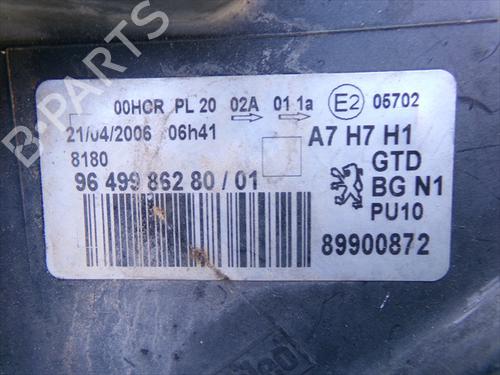 B-PARTS
00HCR PL 20 02A 01 1a E2 05702
21/04/2006 06h41
8180
A7 H7 H1
GTD
96 499 862 80 / 01
BG N1
PU10
89900872